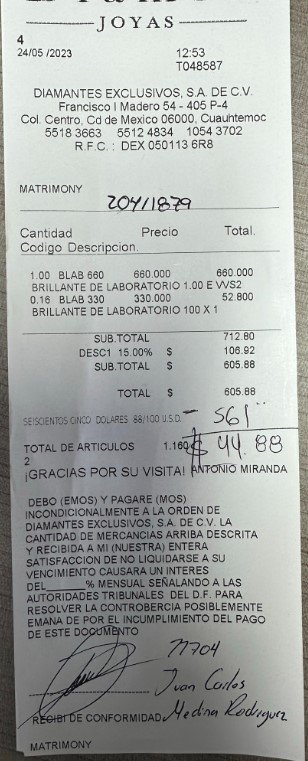 JOYAS
4
24/05 /2023 12:53
T048587
DIAMANTES EXCLUSIVOS, S.A. DE C.V.
Francisco I Madero 54 - 405 P-4
Col. Centro, Cd de Mexico 06000, Cuauhtemoc
5518 3663 5512 4834 1054 3702
R.F.C. : DEX 050113 6R8
MATRIMONY
204/1879
Cantidad Precio Total.
Codigo Descripcion.
1.00 BLAB 660 660.000 660.000
BRILLANTE DE LABORATORIO 1.00 E VVS2
0.16 BLAB 330 330.000 52.800
BRILLANTE DE LABORATORIO 100 X 1
SUB.TOTAL 712.80
DESC1 15.00% $ 106.92
SUB.TOTAL $ 605.88
TOTAL $ 605.88
SEISCIENTOS CINCO DOLARES 88/100 U.S.D. - 561
TOTAL DE ARTICULOS 1.160 $ 44.88
2
¡GRACIAS POR SU VISITA! ANTONIO MIRANDA
DEBO (EMOS) Y PAGARE (MOS)
INCONDICIONALMENTE A LA ORDEN DE
DIAMANTES EXCLUSIVOS, S.A. DE C.V. LA
CANTIDAD DE MERCANCIAS ARRIBA DESCRITA
Y RECIBIDA A MI (NUESTRA) ENTERA
SATISFACCION DE NO LIQUIDARSE A SU
VENCIMIENTO CAUSARA UN INTERES
DEL______% MENSUAL SEÑALANDO A LAS
AUTORIDADES TRIBUNALES DEL D.F. PARA
RESOLVER LA CONTROBERCIA POSIBLEMENTE
EMANA DE POR EL INCUMPLIMIENTO DEL PAGO
DE ESTE DOCUMENTO
77704
Juan Carlos
RECIBI DE CONFORMIDAD Medina Rodriguez
MATRIMONY